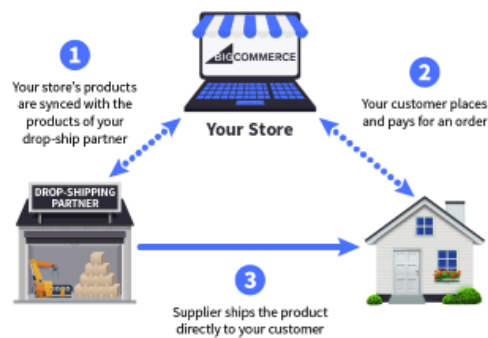 BIGCOMMERCE
1
Your store's products
are synced with the
products of your
drop-ship partner
2
Your customer places
and pays for an order
Your Store
DROP-SHIPPING
PARTNER
3
Supplier ships the product
directly to your customer